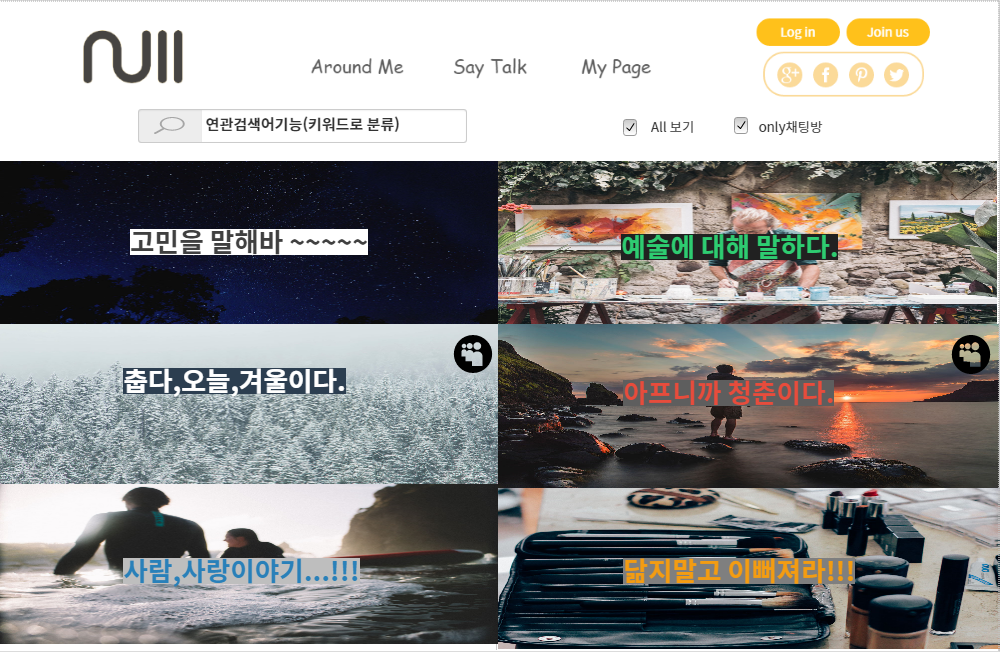 null
Log in
Join us
Around Me
Say Talk
My Page
연관검색어기능(키워드로 분류)
All 보기
only채팅방
고민을 말해바 ~~~~~
예술에 대해 말하다.
춥다,오늘,겨울이다.
아프니까 청춘이다.
사람,사랑이야기...!!!
닮지말고 이뻐져라!!!